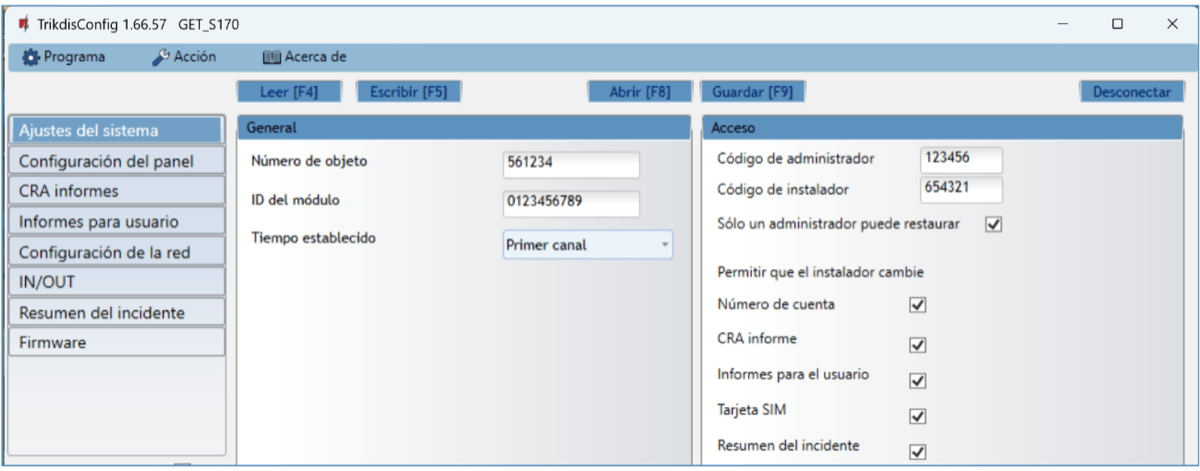 TrikdisConfig 1.66.57 GET_S170
Programa Acción Acerca de
Leer [F4] Escribir [F5] Abrir [F8] Guardar [F9] Desconectar
Ajustes del sistema
Configuración del panel
CRA informes
Informes para usuario
Configuración de la red
IN/OUT
Resumen del incidente
Firmware
General
Número de objeto 561234
ID del módulo 0123456789
Tiempo establecido Primer canal
Acceso
Código de administrador 123456
Código de instalador 654321
Sólo un administrador puede restaurar
Permitir que el instalador cambie
Número de cuenta
CRA informe
Informes para el usuario
Tarjeta SIM
Resumen del incidente